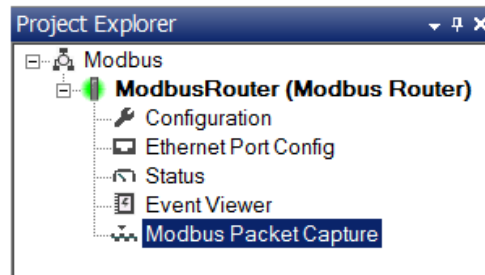 Project Explorer
Modbus
ModbusRouter (Modbus Router)
Configuration
Ethernet Port Config
Status
Event Viewer
Modbus Packet Capture